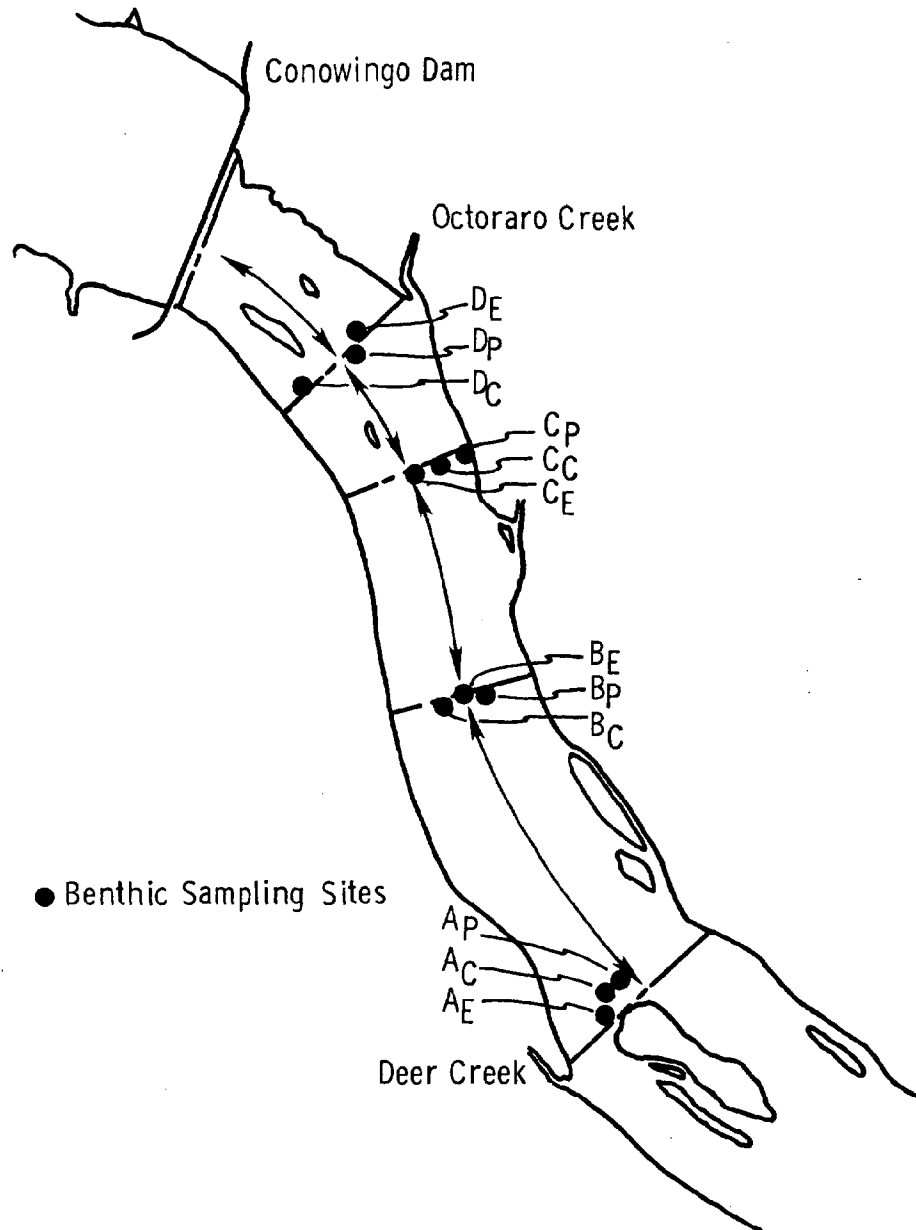 Conowingo Dam
Octoraro Creek
DE
DP
DC
CP
CC
CE
BE
BP
BC
● Benthic Sampling Sites
AP
AC
AE
Deer Creek